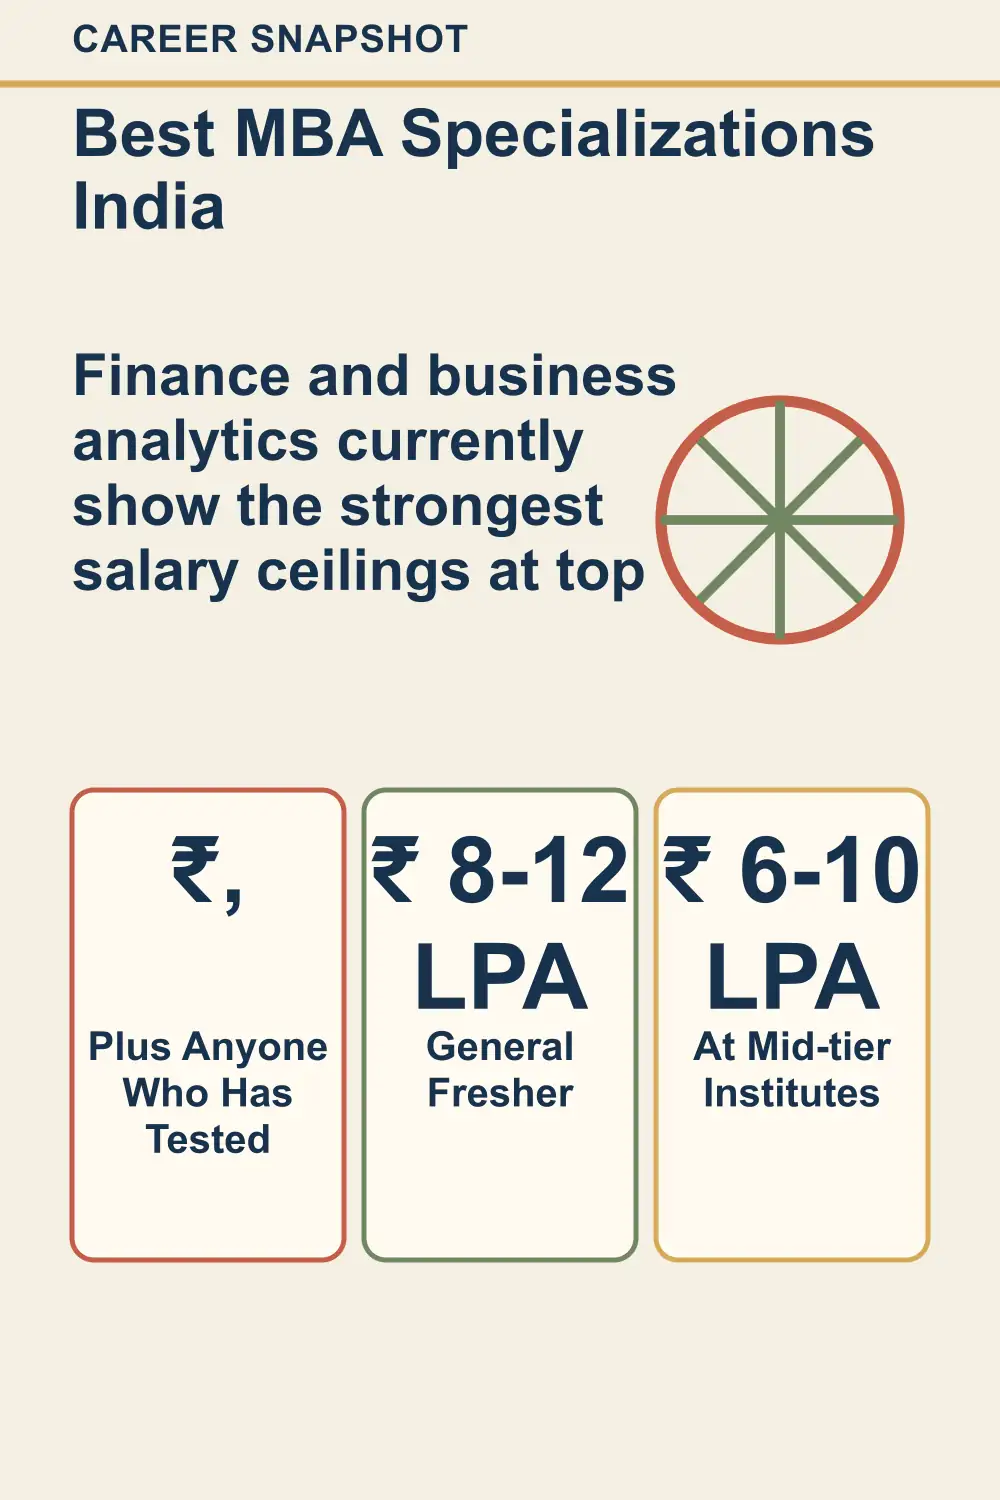 CAREER SNAPSHOT
Best MBA Specializations
India
Finance and business
analytics currently
show the strongest
salary ceilings at top
₹,
Plus Anyone
Who Has
Tested
₹ 8-12
LPA
General
Fresher
₹ 6-10
LPA
At Mid-tier
Institutes